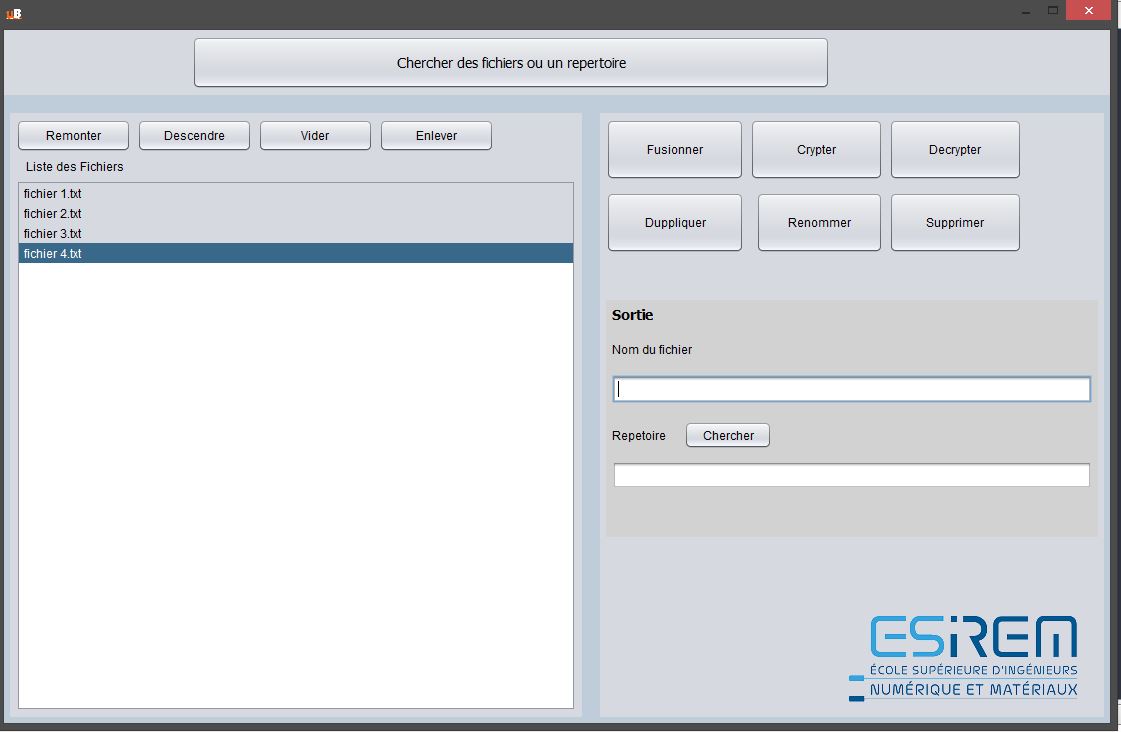 uB
Chercher des fichiers ou un repertoire
Remonter Descendre Vider Enlever
Liste des Fichiers
fichier 1.txt
fichier 2.txt
fichier 3.txt
fichier 4.txt
Fusionner Crypter Decrypter
Duppliquer Renommer Supprimer
Sortie
Nom du fichier
Repetoire Chercher
ESIREM
ÉCOLE SUPÉRIEURE D'INGÉNIEURS
NUMÉRIQUE ET MATÉRIAUX